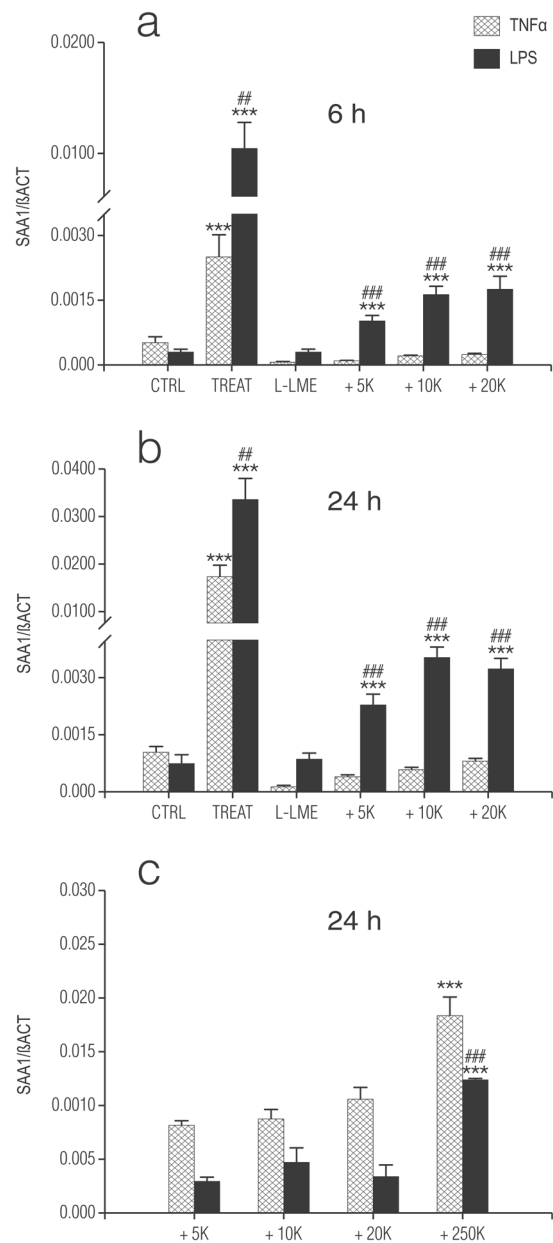 a
TNFα
LPS
6 h
SAA1/ßACT
0.0200
0.0100
0.0030
0.0015
0.000
***
##
***
###
***
###
***
###
***
CTRL TREAT L-LME + 5K + 10K + 20K
b
24 h
SAA1/ßACT
0.0400
0.0300
0.0200
0.0100
0.0030
0.0015
0.000
***
##
***
###
***
###
***
###
***
CTRL TREAT L-LME + 5K + 10K + 20K
c
24 h
SAA1/ßACT
0.030
0.020
0.015
0.0010
0.005
0.000
***
###
***
+ 5K + 10K + 20K + 250K